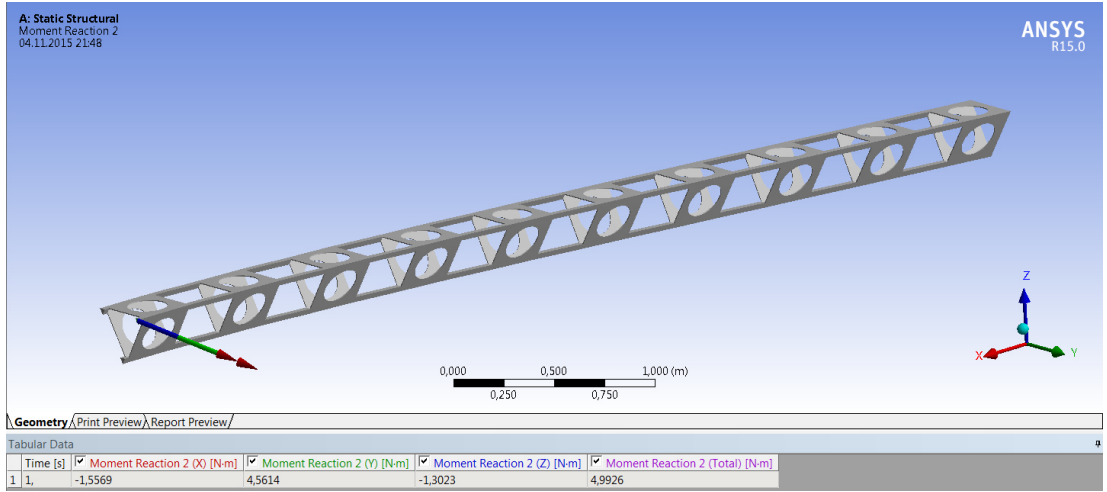 A: Static Structural
Moment Reaction 2
04.11.2015 21:48
ANSYS
R15.0
Z
X
Y
0,000 0,500 1,000 (m)
0,250 0,750
Geometry Print Preview Report Preview
Tabular Data
Time [s] Moment Reaction 2 (X) [N·m] Moment Reaction 2 (Y) [N·m] Moment Reaction 2 (Z) [N·m] Moment Reaction 2 (Total) [N·m]
1 1, -1,5569 4,5614 -1,3023 4,9926